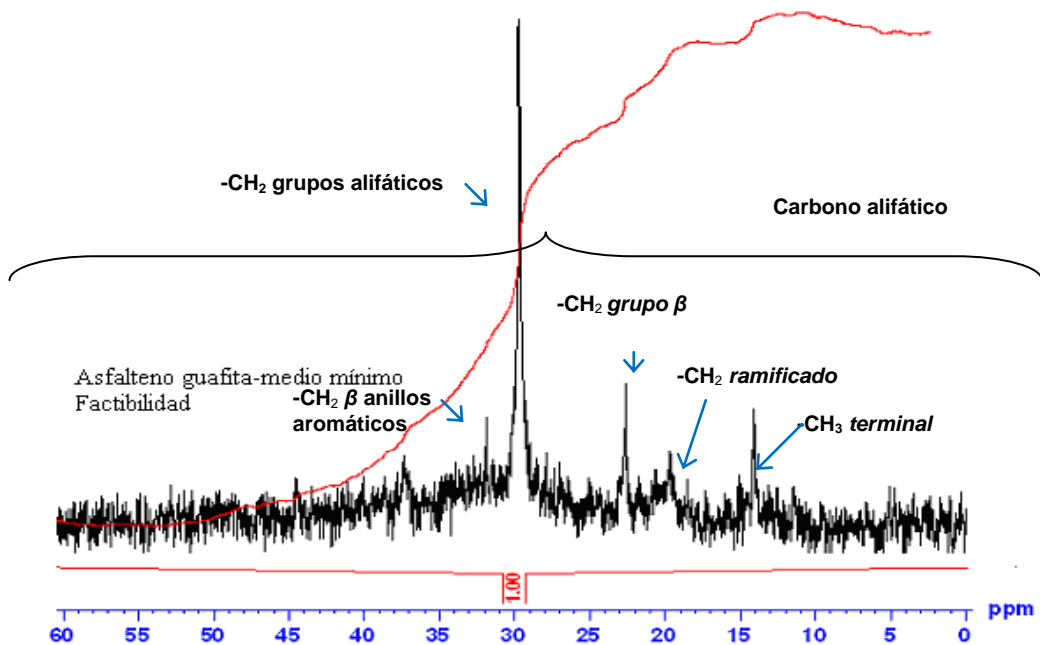 -CH₂ grupos alifáticos
Carbono alifático
-CH₂ grupo β
Asfalteno guafita-medio mínimo
Factibilidad
-CH₂ β anillos
aromáticos
-CH₂ ramificado
-CH₃ terminal
1.00
ppm
60 55 50 45 40 35 30 25 20 15 10 5 0